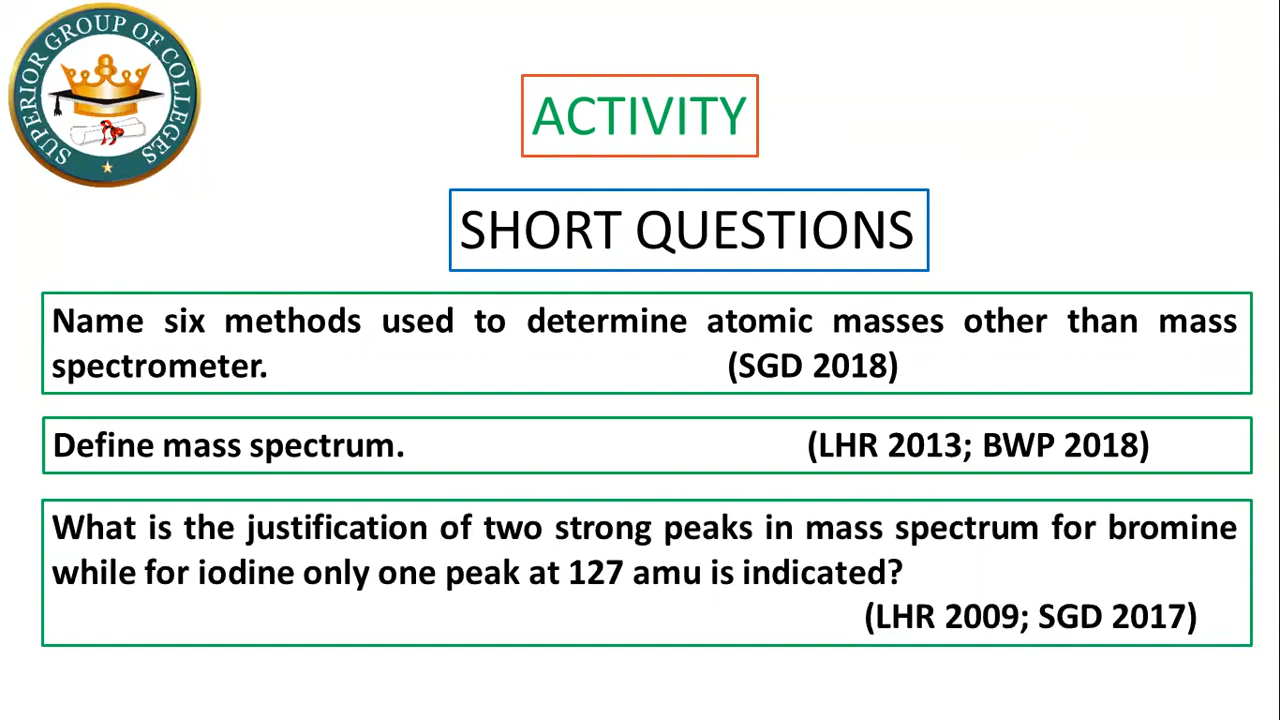 SUPERIOR GROUP OF COLLEGES
ACTIVITY
SHORT QUESTIONS
Name six methods used to determine atomic masses other than mass
spectrometer. (SGD 2018)
Define mass spectrum. (LHR 2013; BWP 2018)
What is the justification of two strong peaks in mass spectrum for bromine
while for iodine only one peak at 127 amu is indicated?
(LHR 2009; SGD 2017)